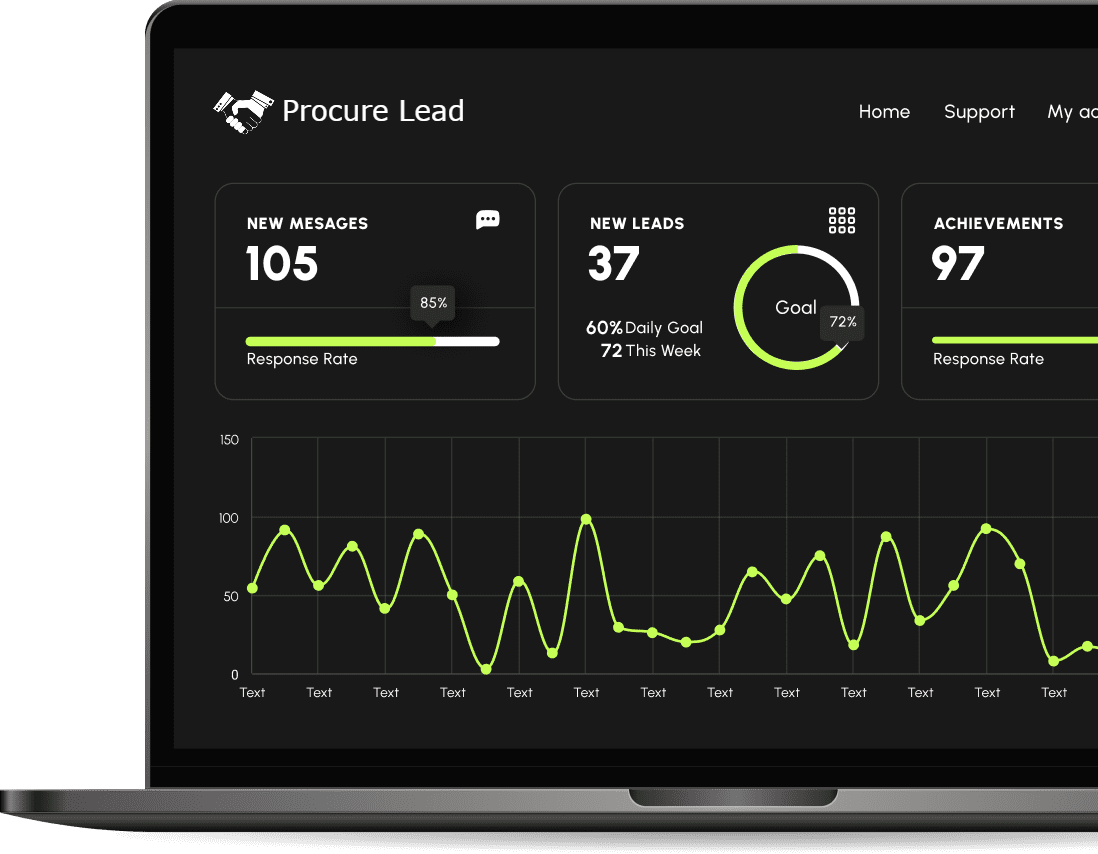 Procure Lead
Home Support My ac
NEW MESAGES
105
85%
Response Rate
NEW LEADS
37
Goal
72%
60% Daily Goal
72 This Week
ACHIEVEMENTS
97
Response Rate
150
100
50
0
Text Text Text Text Text Text Text Text Text Text Text Text Text